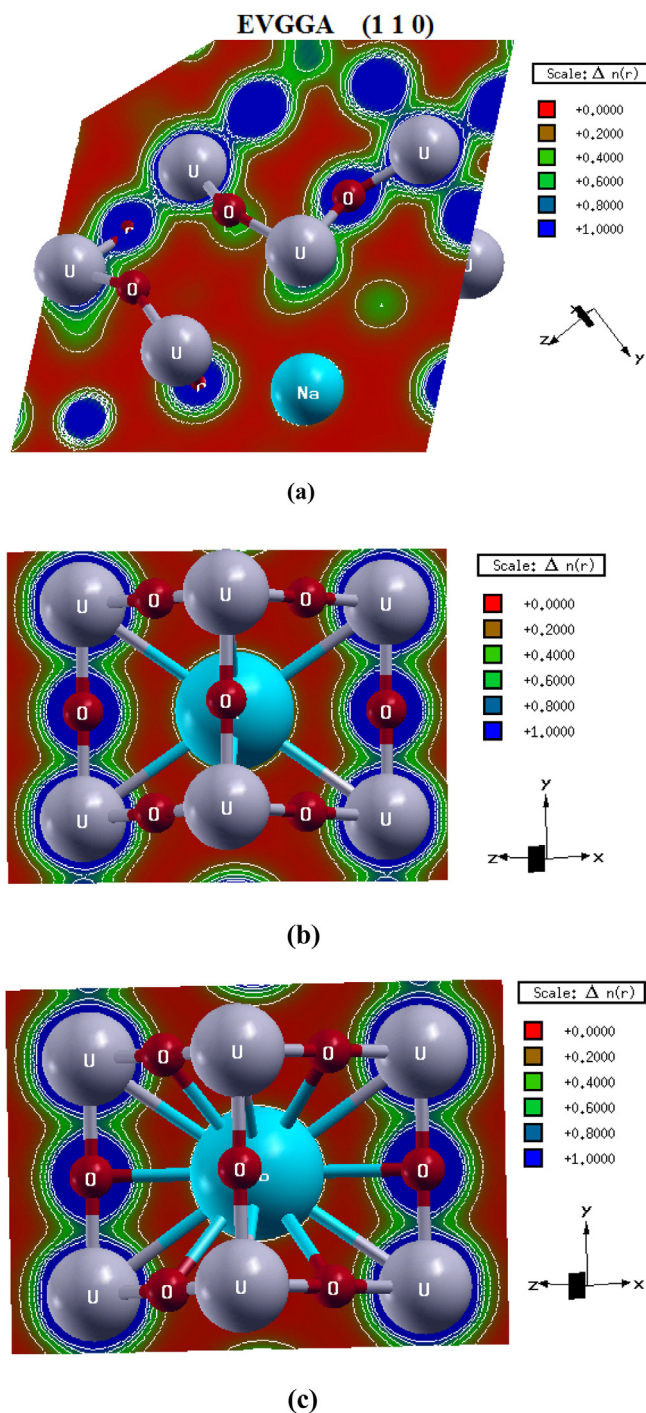 EVGGA (1 1 0)
Scale: Δ n(r)
+0.0000
+0.2000
+0.4000
+0.6000
+0.8000
+1.0000
U
U
O
O
U
U
O
U
Na
x
z
y
(a)
Scale: Δ n(r)
+0.0000
+0.2000
+0.4000
+0.6000
+0.8000
+1.0000
U O U O U
O O O
U O U O U
y
z x
(b)
Scale: Δ n(r)
+0.0000
+0.2000
+0.4000
+0.6000
+0.8000
+1.0000
U O U O U
O O O
U O U O U
y
z x
(c)